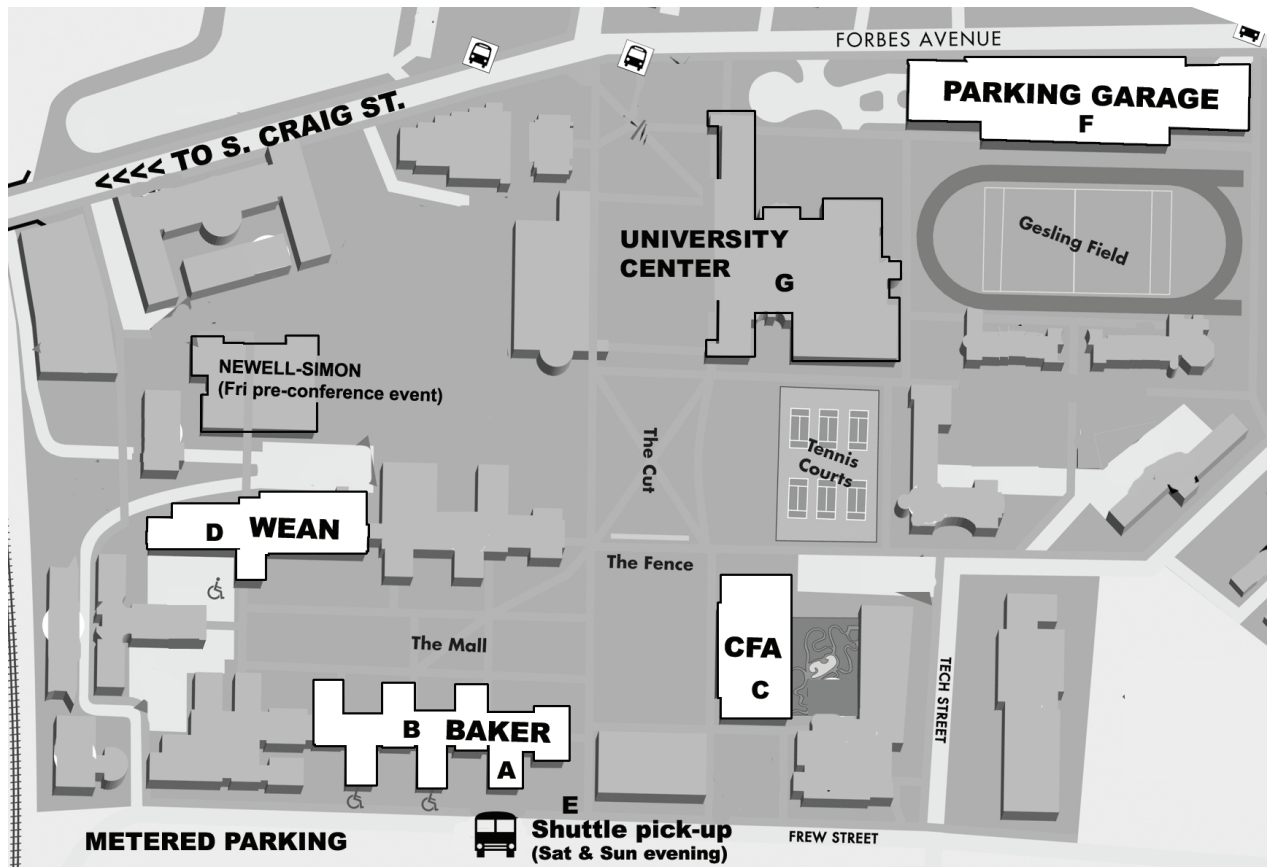 FORBES AVENUE
PARKING GARAGE
F
<<<< TO S. CRAIG ST.
Gesling Field
UNIVERSITY
CENTER
G
NEWELL-SIMON
(Fri pre-conference event)
The Cut
Tennis
Courts
D WEAN
The Fence
The Mall
CFA
C
TECH STREET
B BAKER
A
E
Shuttle pick-up
(Sat & Sun evening)
METERED PARKING
FREW STREET